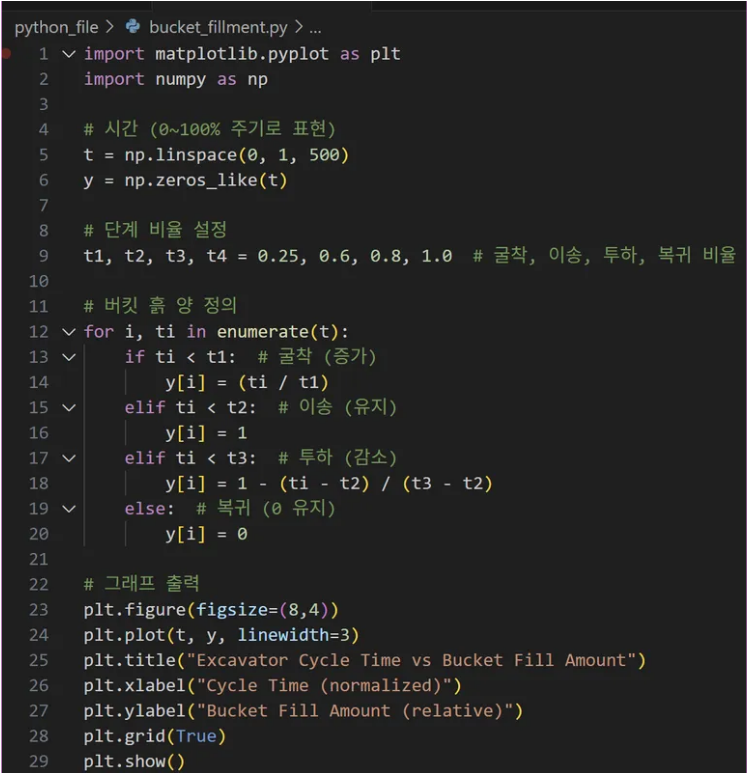 python_file > bucket_fillment.py > ...
1 import matplotlib.pyplot as plt
2 import numpy as np
3
4 # 시간 (0~100% 주기로 표현)
5 t = np.linspace(0, 1, 500)
6 y = np.zeros_like(t)
7
8 # 단계 비율 설정
9 t1, t2, t3, t4 = 0.25, 0.6, 0.8, 1.0  # 굴착, 이송, 투하, 복귀 비율
10
11 # 버킷 흙 양 정의
12 for i, ti in enumerate(t):
13     if ti < t1:  # 굴착 (증가)
14         y[i] = (ti / t1)
15     elif ti < t2:  # 이송 (유지)
16         y[i] = 1
17     elif ti < t3:  # 투하 (감소)
18         y[i] = 1 - (ti - t2) / (t3 - t2)
19     else:  # 복귀 (0 유지)
20         y[i] = 0
21
22 # 그래프 출력
23 plt.figure(figsize=(8,4))
24 plt.plot(t, y, linewidth=3)
25 plt.title("Excavator Cycle Time vs Bucket Fill Amount")
26 plt.xlabel("Cycle Time (normalized)")
27 plt.ylabel("Bucket Fill Amount (relative)")
28 plt.grid(True)
29 plt.show()